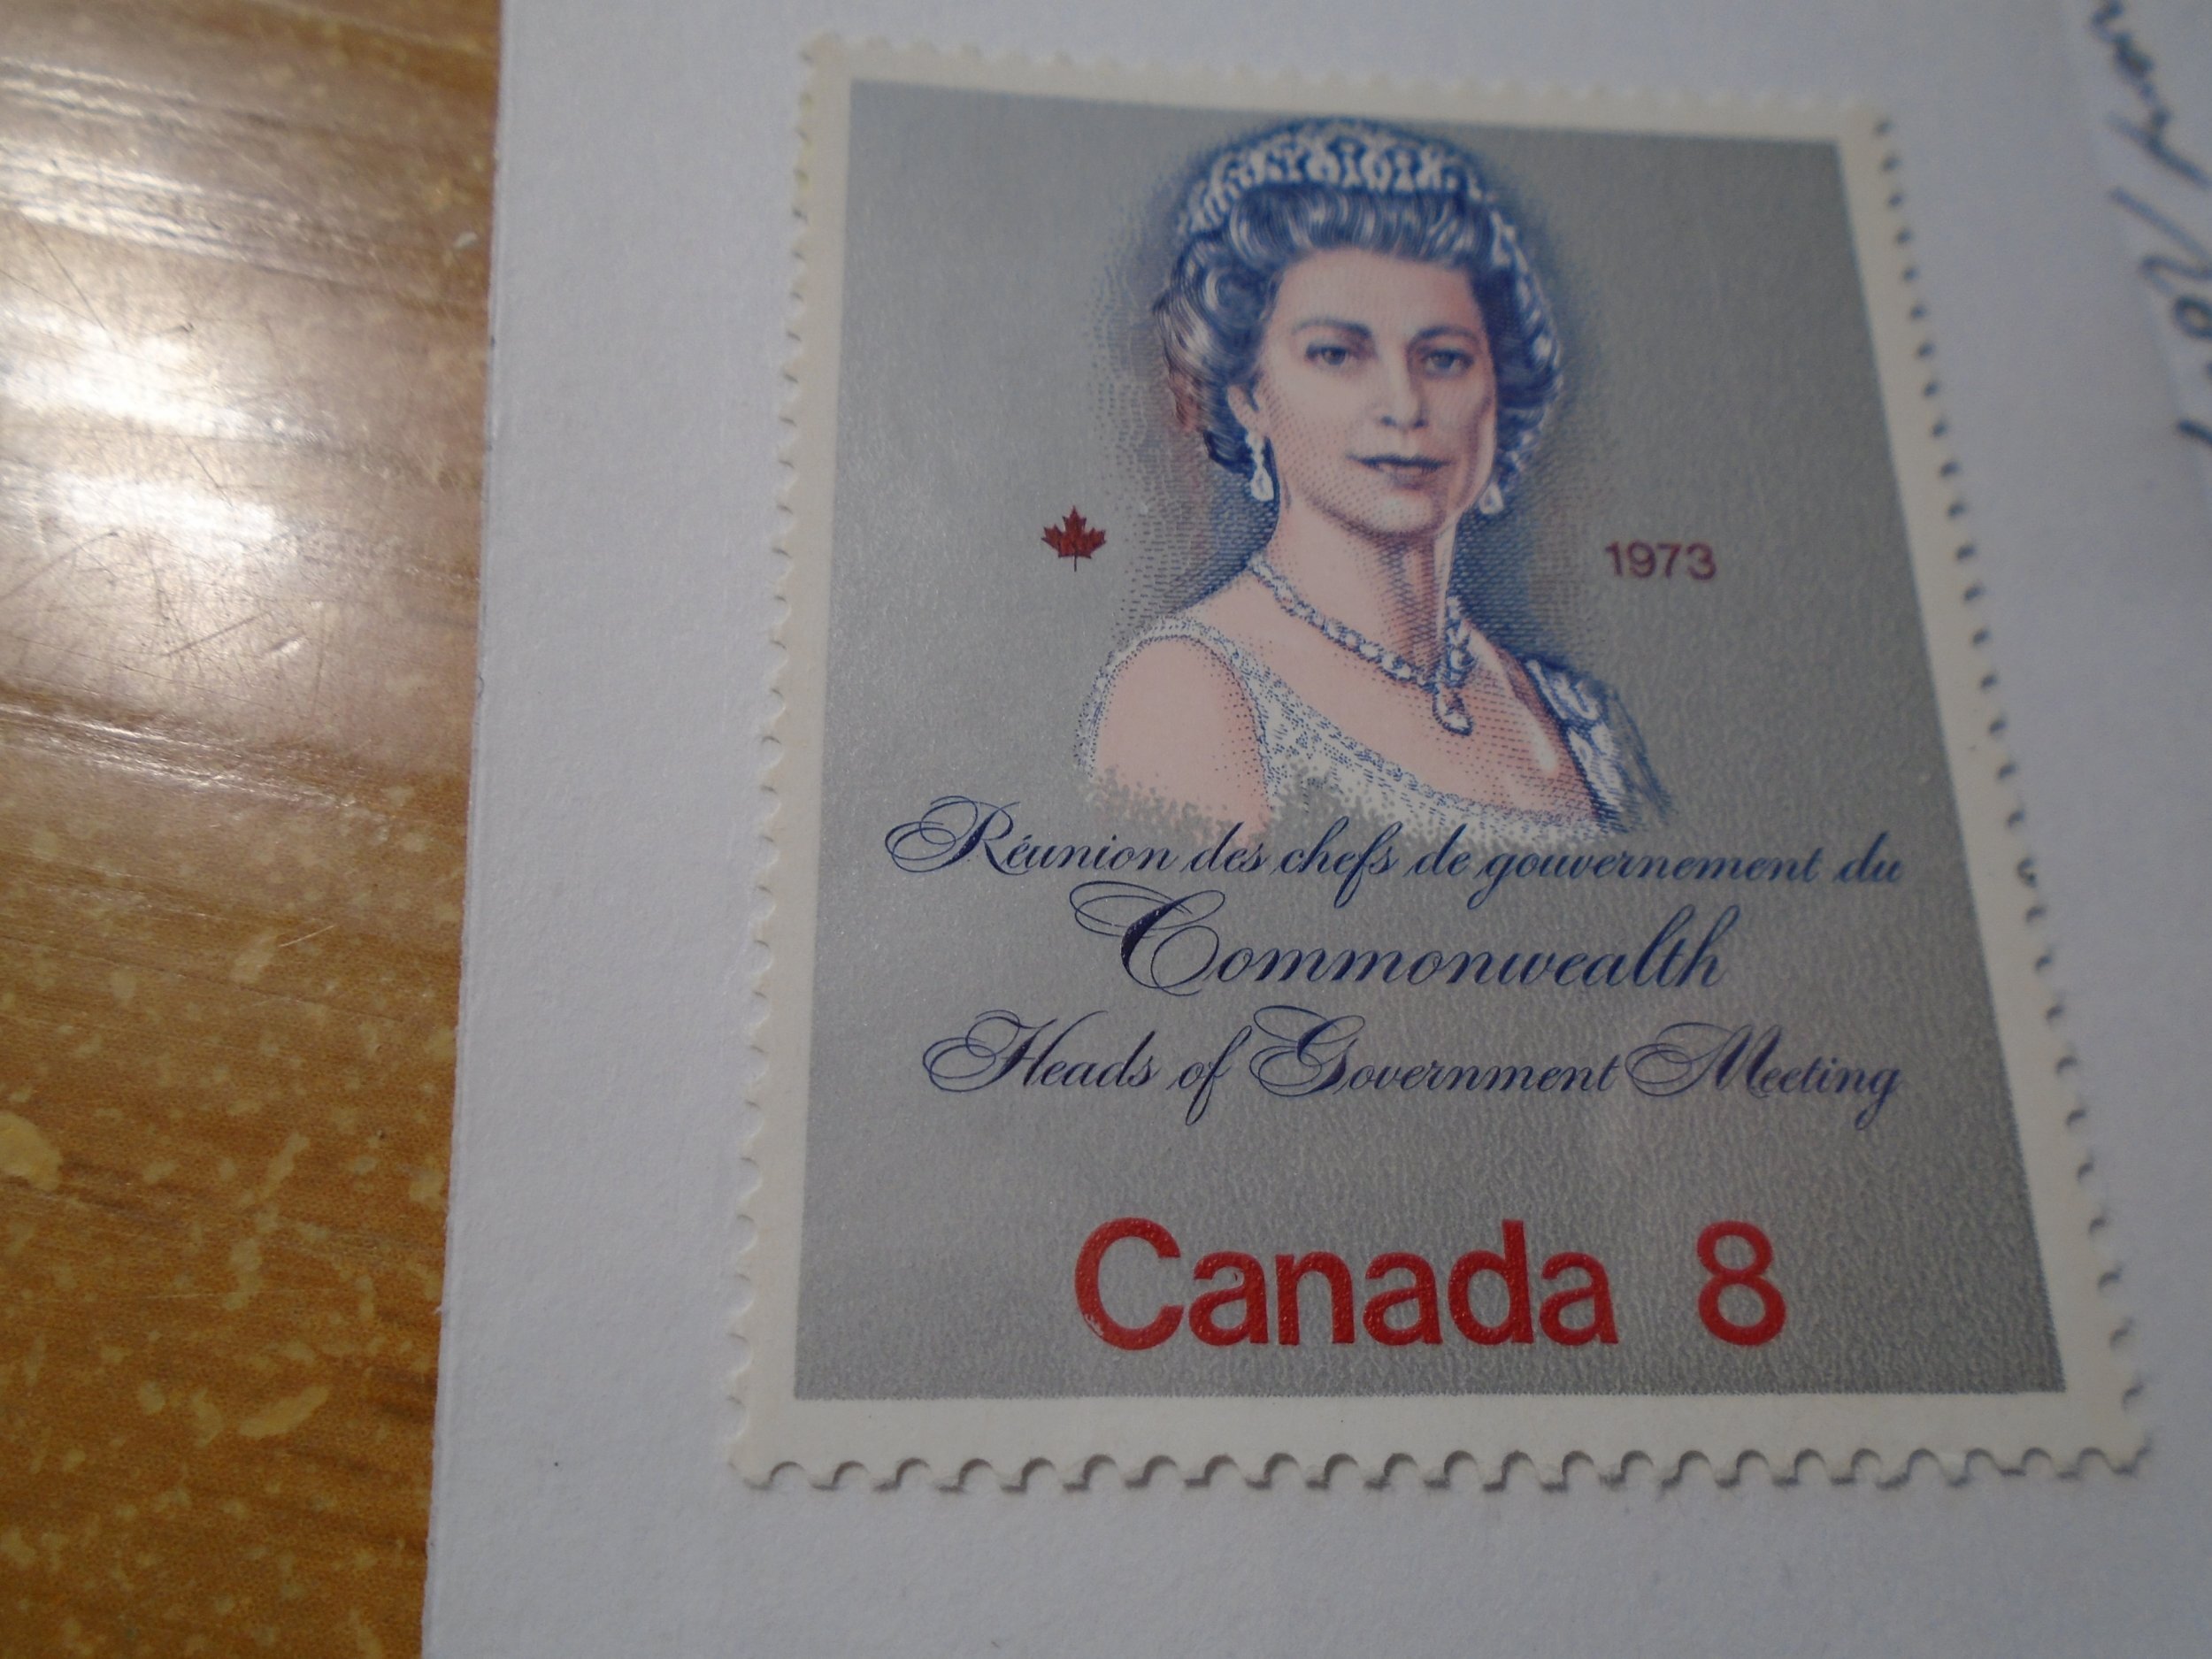 1973
Réunion des chefs de gouvernement du
Commonwealth
Heads of Government Meeting
Canada 8